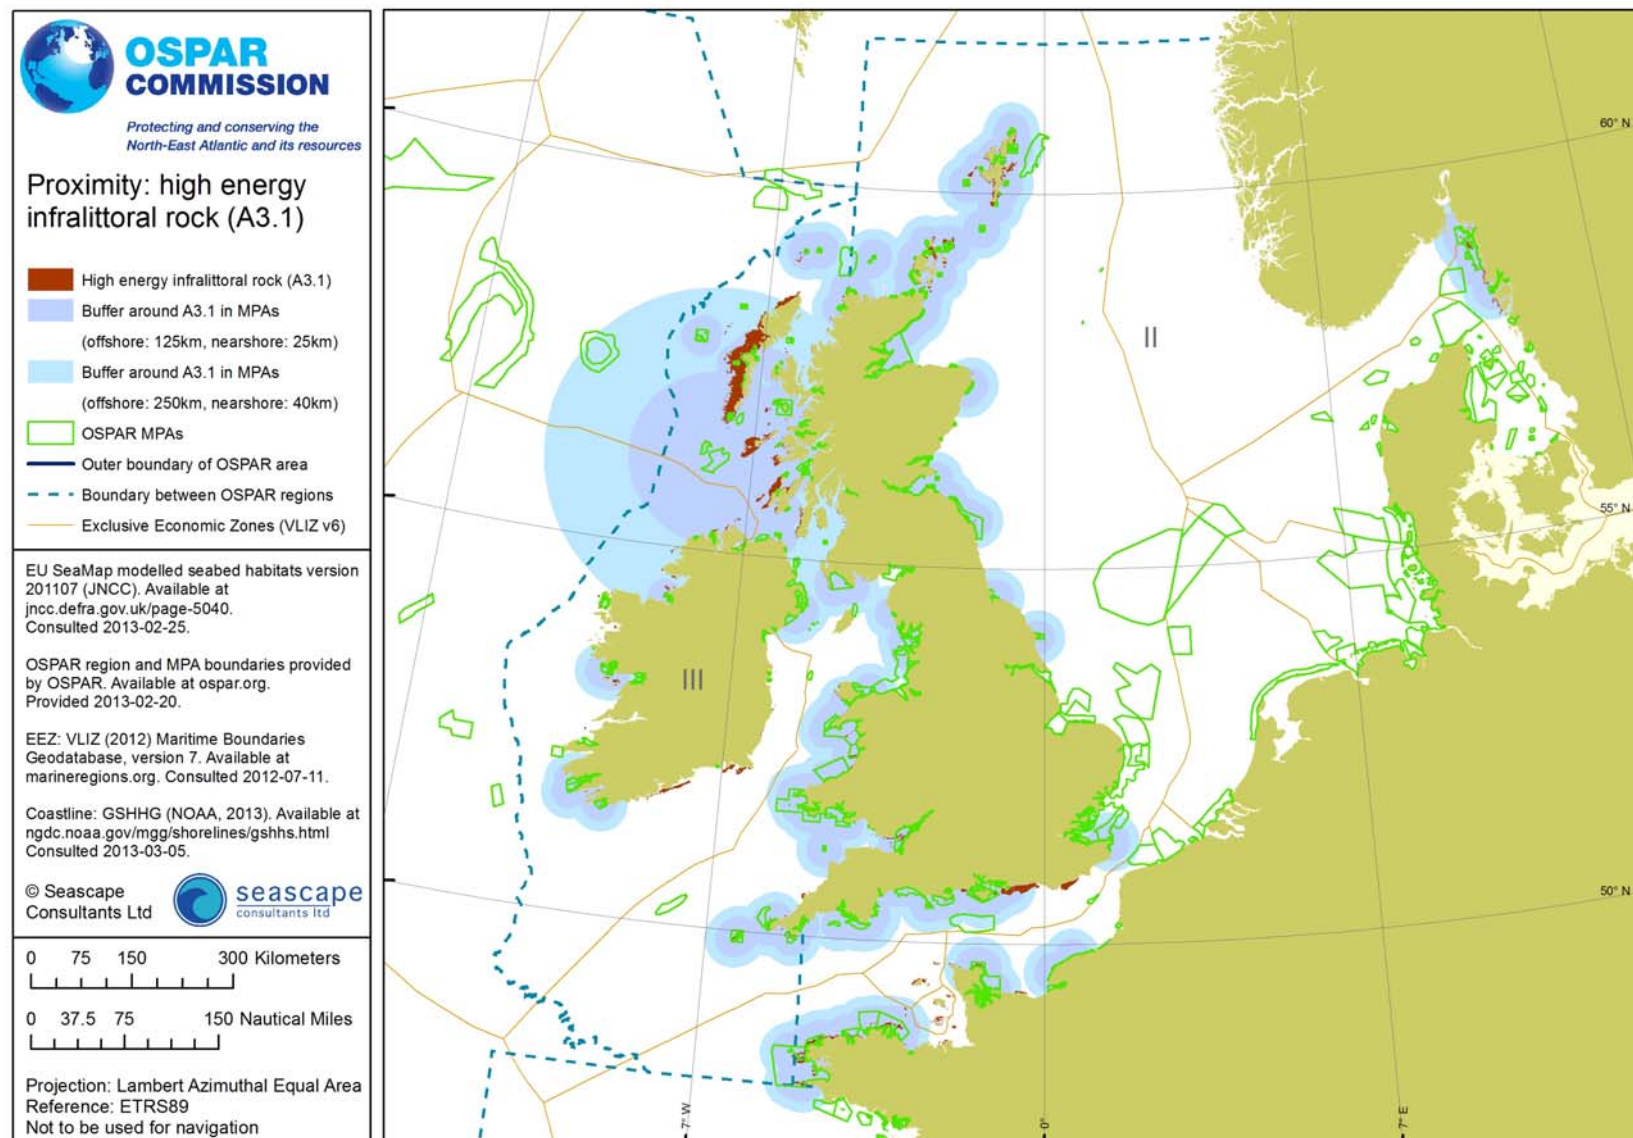 OSPAR
COMMISSION
Protecting and conserving the
North-East Atlantic and its resources
Proximity: high energy
infralittoral rock (A3.1)
High energy infralittoral rock (A3.1)
Buffer around A3.1 in MPAs
(offshore: 125km, nearshore: 25km)
Buffer around A3.1 in MPAs
(offshore: 250km, nearshore: 40km)
OSPAR MPAs
Outer boundary of OSPAR area
Boundary between OSPAR regions
Exclusive Economic Zones (VLIZ v6)
EU SeaMap modelled seabed habitats version
201107 (JNCC). Available at
jncc.defra.gov.uk/page-5040.
Consulted 2013-02-25.
OSPAR region and MPA boundaries provided
by OSPAR. Available at ospar.org.
Provided 2013-02-20.
EEZ: VLIZ (2012) Maritime Boundaries
Geodatabase, version 7. Available at
marineregions.org. Consulted 2012-07-11.
Coastline: GSHHG (NOAA, 2013). Available at
ngdc.noaa.gov/mgg/shorelines/gshhs.html
Consulted 2013-03-05.
© Seascape
Consultants Ltd
seascape
consultants ltd
0 75 150 300 Kilometers
0 37.5 75 150 Nautical Miles
Projection: Lambert Azimuthal Equal Area
Reference: ETRS89
Not to be used for navigation
60° N
II
55° N
III
50° N
7° W
0°
7° E